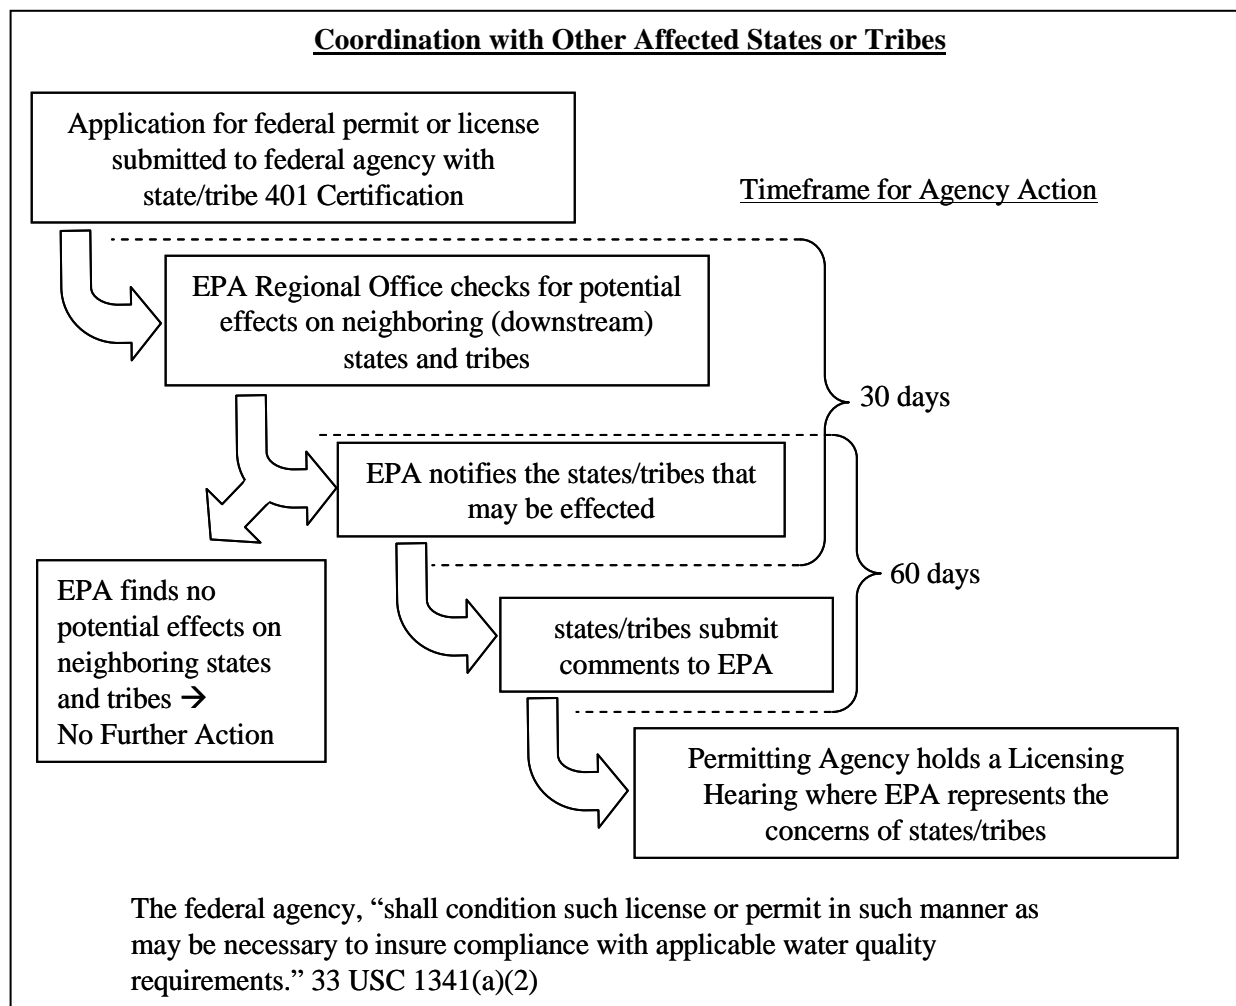 Coordination with Other Affected States or Tribes
Application for federal permit or license
submitted to federal agency with
state/tribe 401 Certification
Timeframe for Agency Action
EPA Regional Office checks for potential
effects on neighboring (downstream)
states and tribes
30 days
EPA notifies the states/tribes that
may be effected
60 days
EPA finds no
potential effects on
neighboring states
and tribes →
No Further Action
states/tribes submit
comments to EPA
Permitting Agency holds a Licensing
Hearing where EPA represents the
concerns of states/tribes
The federal agency, “shall condition such license or permit in such manner as
may be necessary to insure compliance with applicable water quality
requirements.” 33 USC 1341(a)(2)